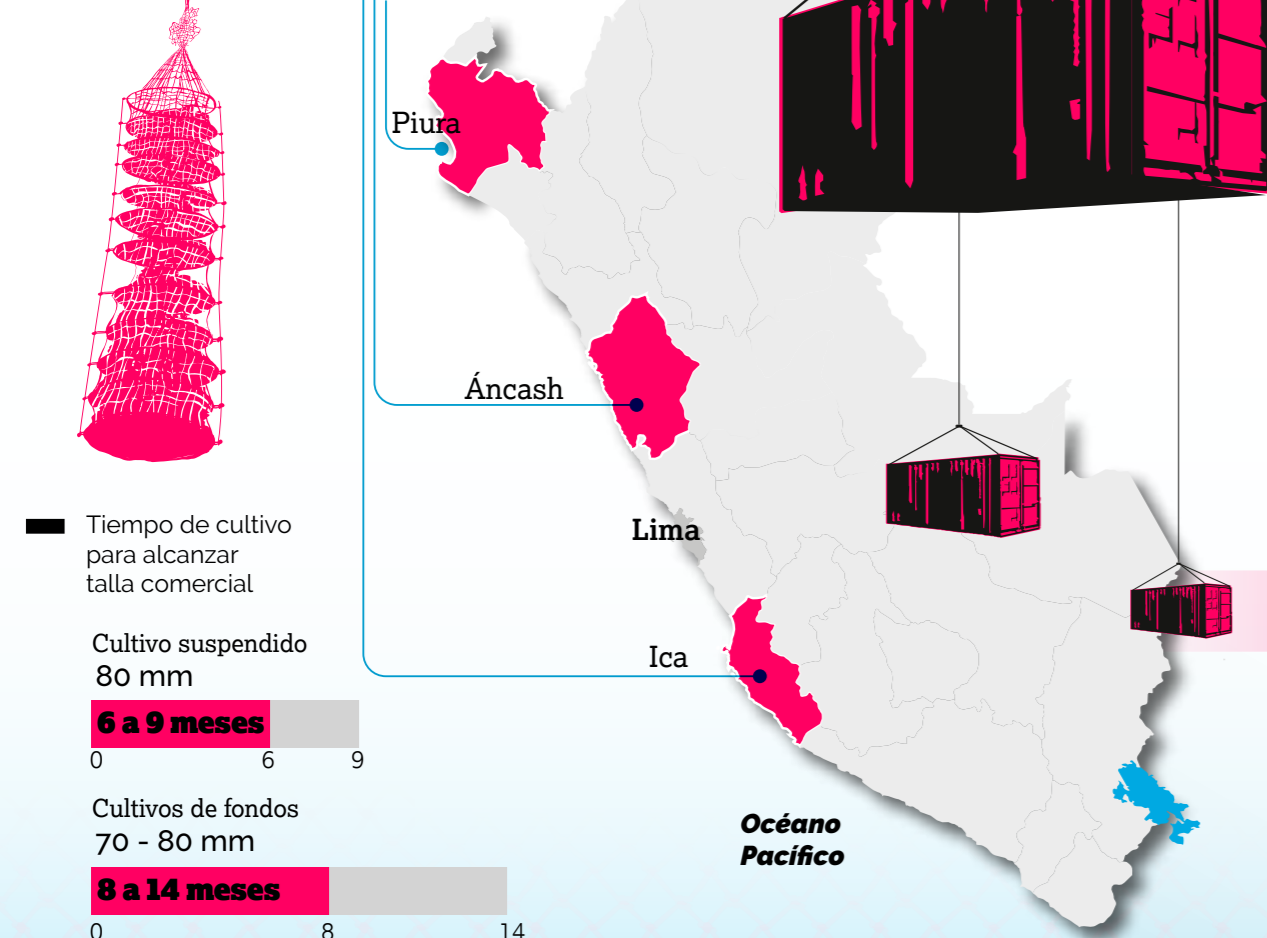 Piura
Áncash
Lima
Ica
Océano
Pacífico
Tiempo de cultivo
para alcanzar
talla comercial
Cultivo suspendido
80 mm
6 a 9 meses
0 6 9
Cultivos de fondos
70 - 80 mm
8 a 14 meses
0 8 14